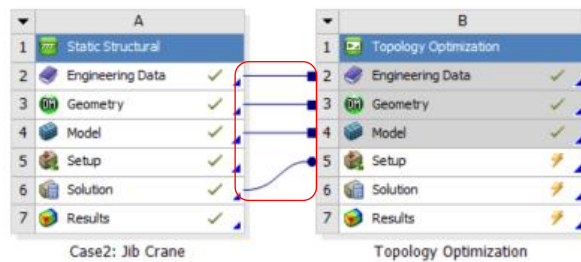 A
1 Static Structural
2 Engineering Data
3 Geometry
4 Model
5 Setup
6 Solution
7 Results
Case2: Jib Crane
B
1 Topology Optimization
2 Engineering Data
3 Geometry
4 Model
5 Setup
6 Solution
7 Results
Topology Optimization